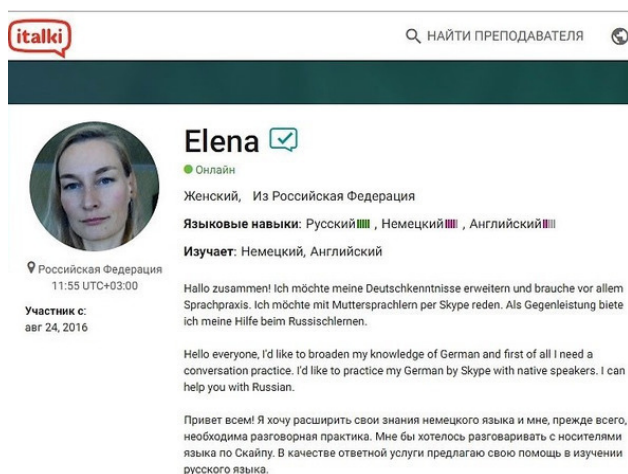 italki
НАЙТИ ПРЕПОДАВАТЕЛЯ
Elena
Онлайн
Женский, Из Российская Федерация
Языковые навыки: Русский, Немецкий, Английский
Изучает: Немецкий, Английский
Российская Федерация
11:55 UTC+03:00
Участник с:
авг 24, 2016
Hallo zusammen! Ich möchte meine Deutschkenntnisse erweitern und brauche vor allem
Sprachpraxis. Ich möchte mit Muttersprachlern per Skype reden. Als Gegenleistung biete
ich meine Hilfe beim Russischlernen.
Hello everyone, I'd like to broaden my knowledge of German and first of all I need a
conversation practice. I'd like to practice my German by Skype with native speakers. I can
help you with Russian.
Привет всем! Я хочу расширить свои знания немецкого языка и мне, прежде всего,
необходима разговорная практика. Мне бы хотелось разговаривать с носителями
языка по Скайпу. В качестве ответной услуги предлагаю свою помощь в изучении
русского языка.